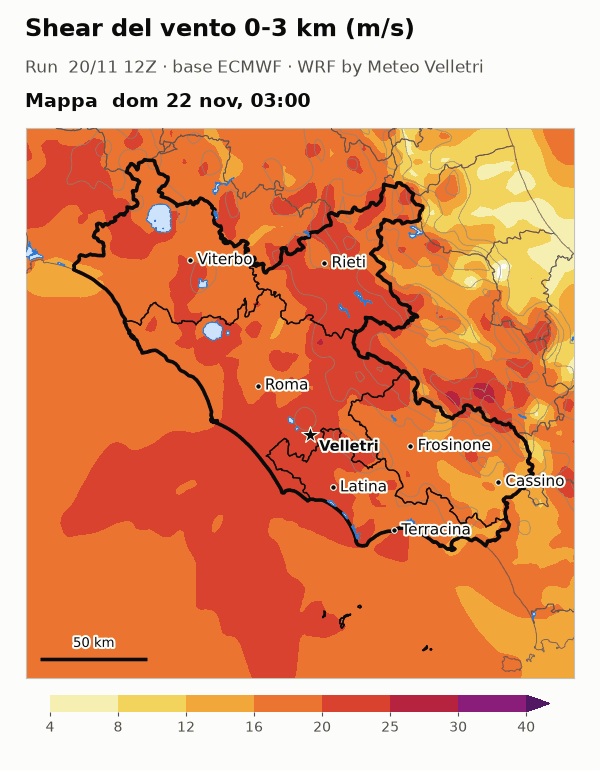 Shear del vento 0-3 km (m/s)
Run  20/11 12Z · base ECMWF · WRF by Meteo Velletri
Mappa  dom 22 nov, 03:00
Viterbo
Rieti
Roma
Velletri
Frosinone
Cassino
Latina
Terracina
50 km
4 8 12 16 20 25 30 40